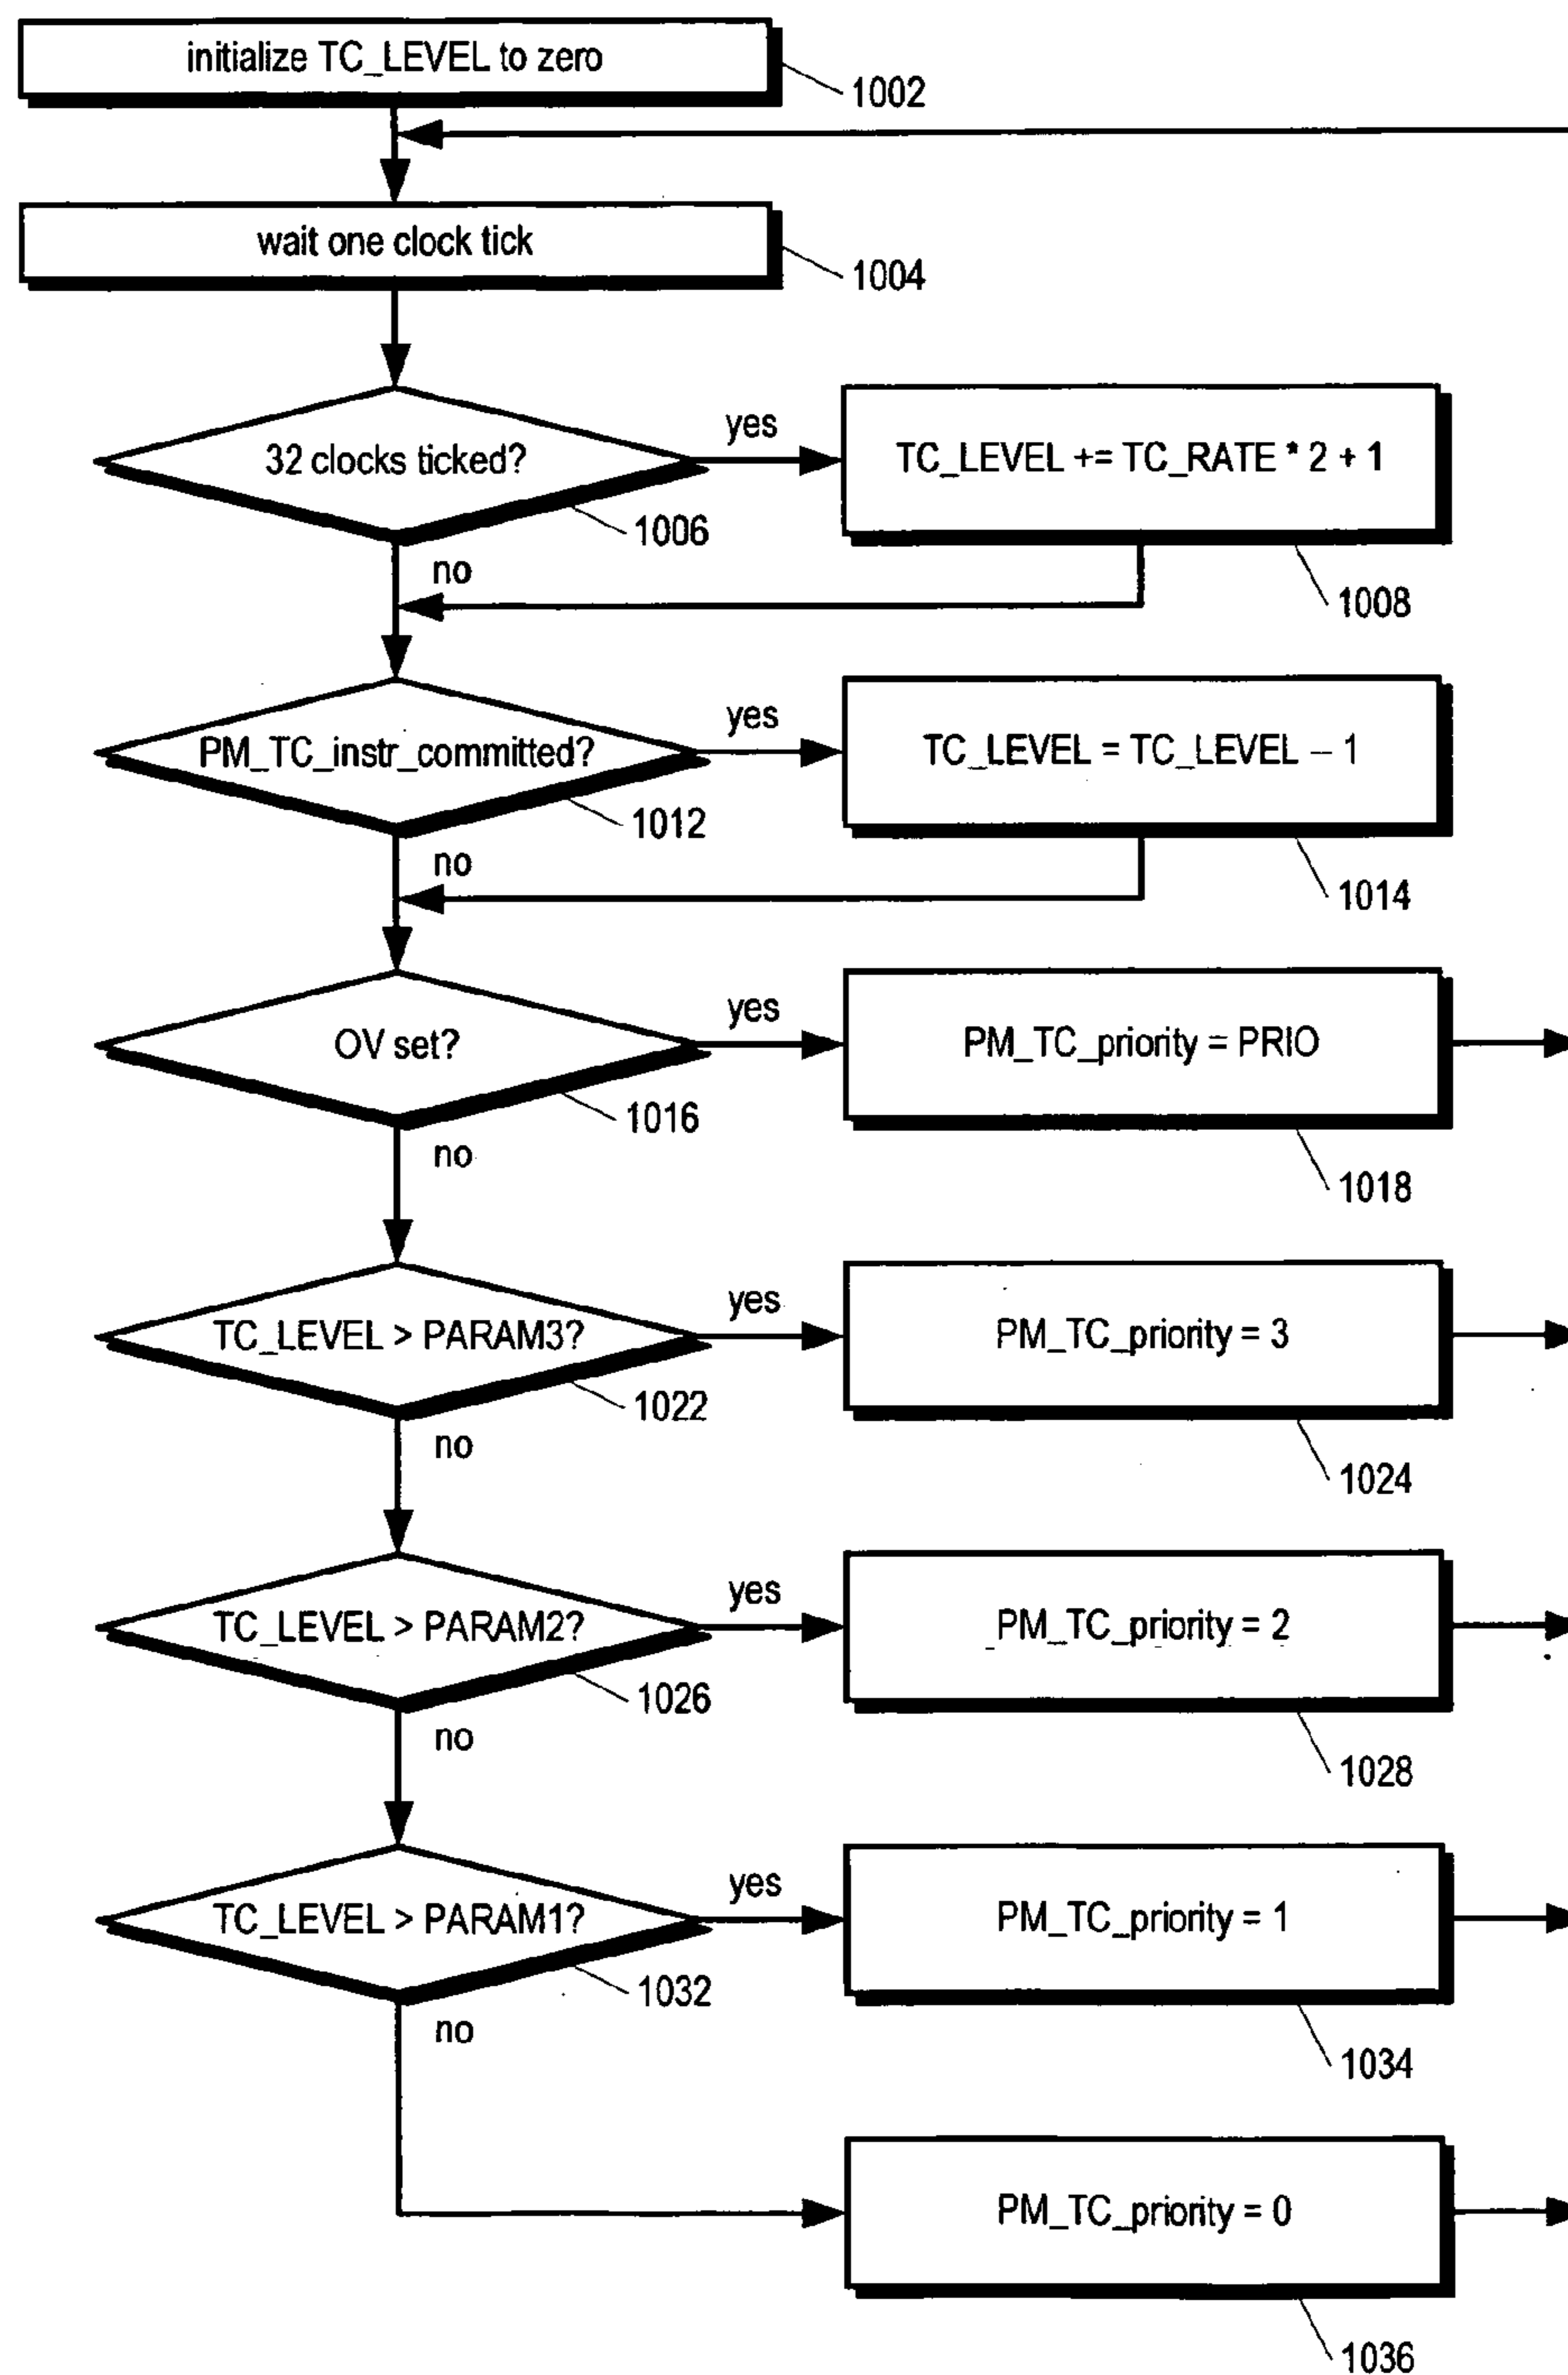 initialize TC_LEVEL to zero
1002
wait one clock tick
1004
32 clocks ticked?
yes
TC_LEVEL += TC_RATE * 2 + 1
1006
no
1008
PM_TC_instr_committed?
yes
TC_LEVEL = TC_LEVEL – 1
1012
no
1014
OV set?
yes
PM_TC_priority = PRIO
1016
no
1018
TC_LEVEL > PARAM3?
yes
PM_TC_priority = 3
1022
no
1024
TC_LEVEL > PARAM2?
yes
PM_TC_priority = 2
1026
no
1028
TC_LEVEL > PARAM1?
yes
PM_TC_priority = 1
1032
no
1034
PM_TC_priority = 0
1036